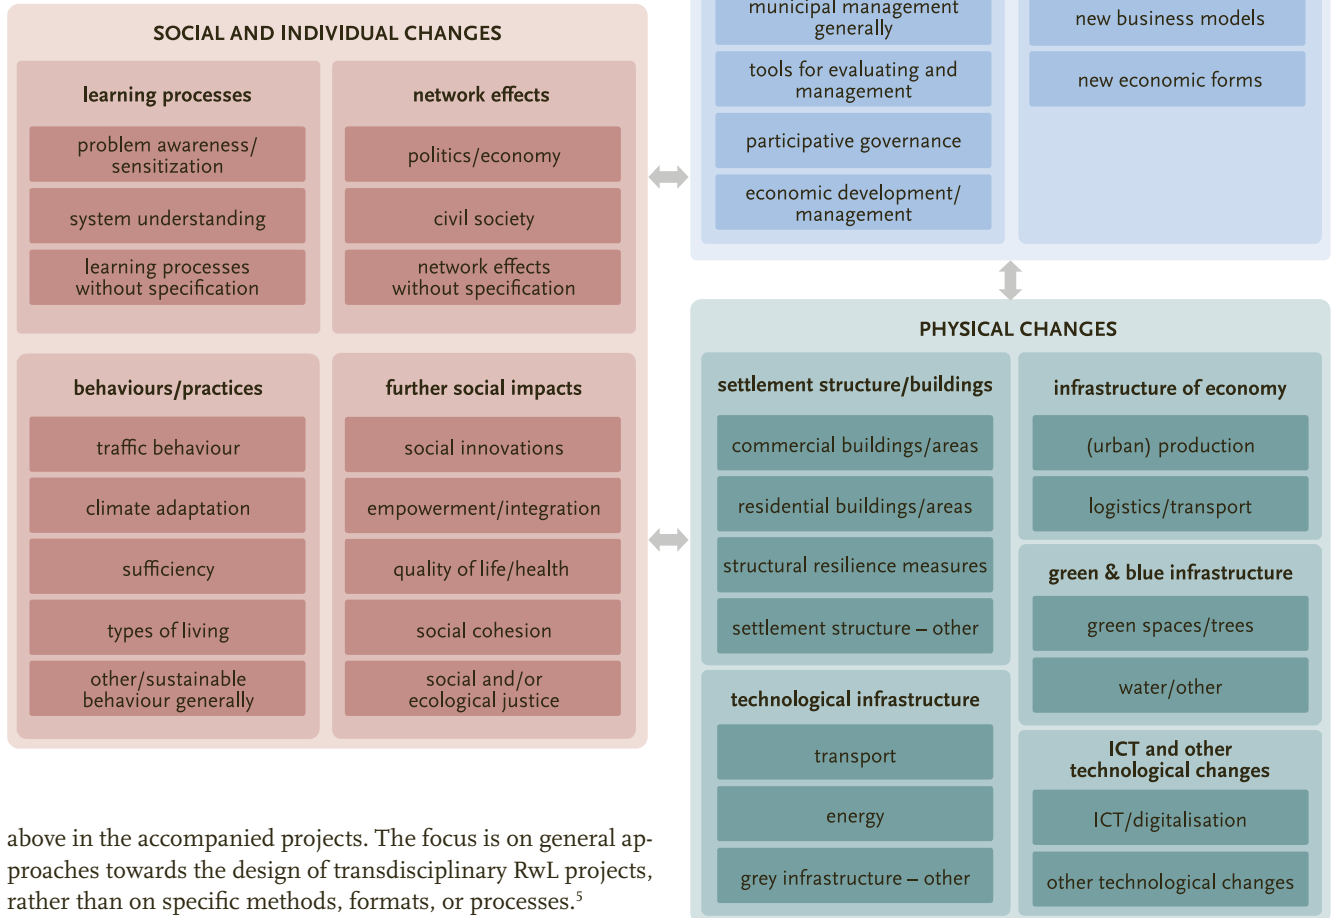 SOCIAL AND INDIVIDUAL CHANGES
learning processes
problem awareness/
sensitization
system understanding
learning processes
without specification
network effects
politics/economy
civil society
network effects
without specification
behaviours/practices
traffic behaviour
climate adaptation
sufficiency
types of living
other/sustainable
behaviour generally
further social impacts
social innovations
empowerment/integration
quality of life/health
social cohesion
social and/or
ecological justice
municipal management
generally
tools for evaluating and
management
participative governance
economic development/
management
new business models
new economic forms
PHYSICAL CHANGES
settlement structure/buildings
commercial buildings/areas
residential buildings/areas
structural resilience measures
settlement structure – other
technological infrastructure
transport
energy
grey infrastructure – other
infrastructure of economy
(urban) production
logistics/transport
green & blue infrastructure
green spaces/trees
water/other
ICT and other
technological changes
ICT/digitalisation
other technological changes
above in the accompanied projects. The focus is on general ap-
proaches towards the design of transdisciplinary RwL projects,
rather than on specific methods, formats, or processes.⁵